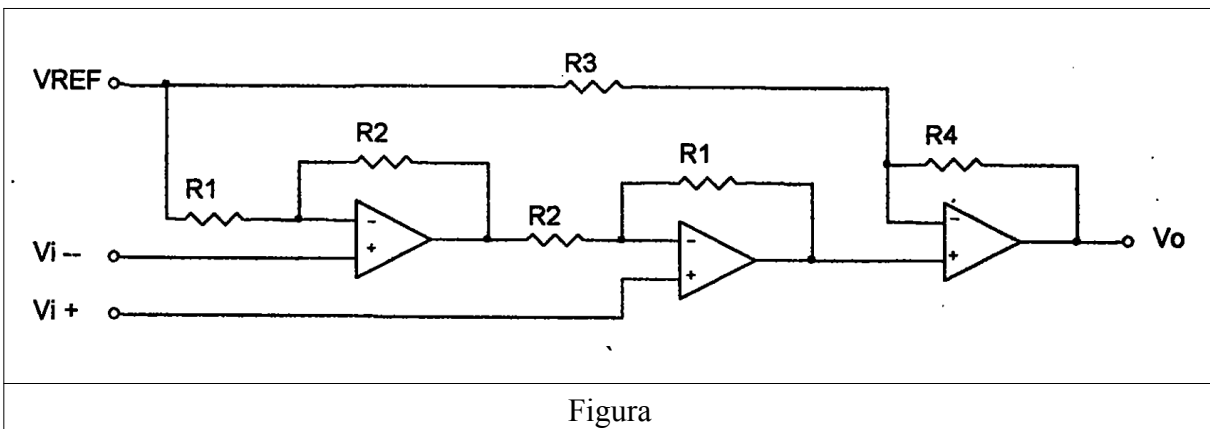 VREF
R3
R2
R4
R1
R1
R2
Vi --
Vi +
Vo
-
+
-
+
-
+
Figura